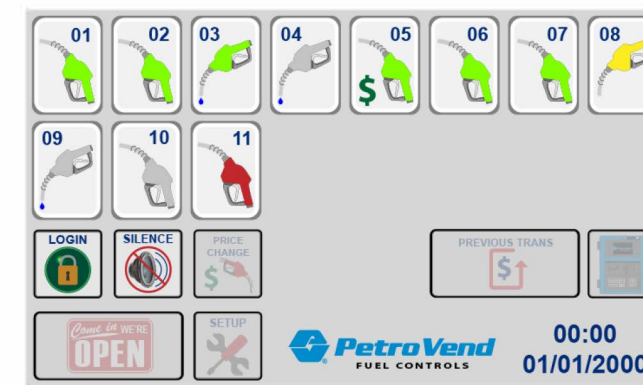 01 02 03 04 05 06 07 08
$
09 10 11
LOGIN SILENCE PRICE
CHANGE
$
PREVIOUS TRANS
$
Come in WE'RE
OPEN
SETUP
PetroVend
FUEL CONTROLS
00:00
01/01/2000